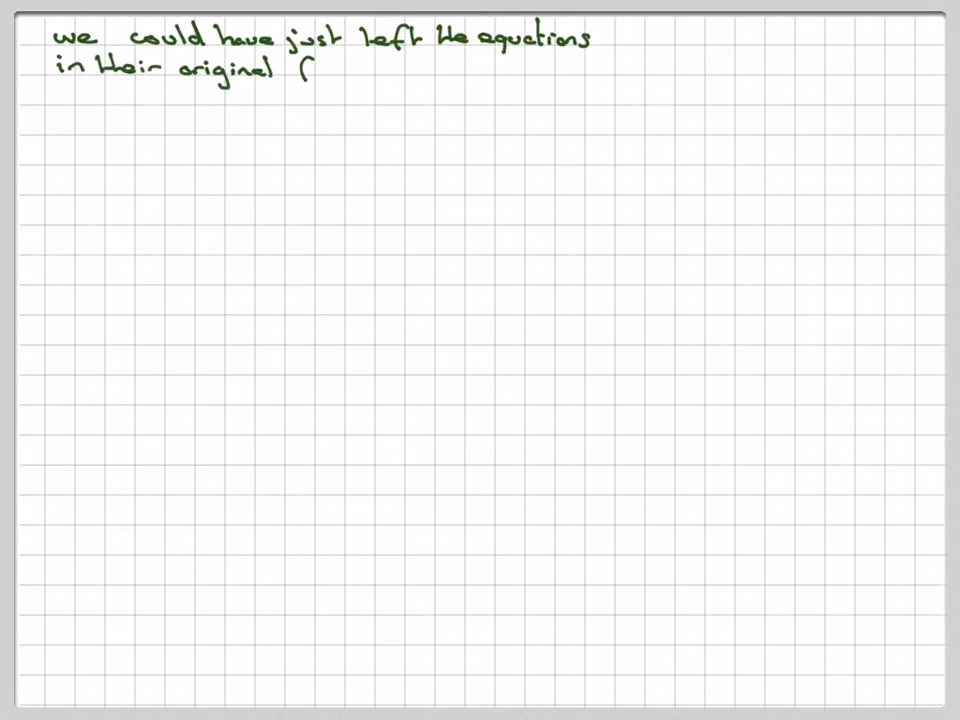 we could have just left the equations
in their original